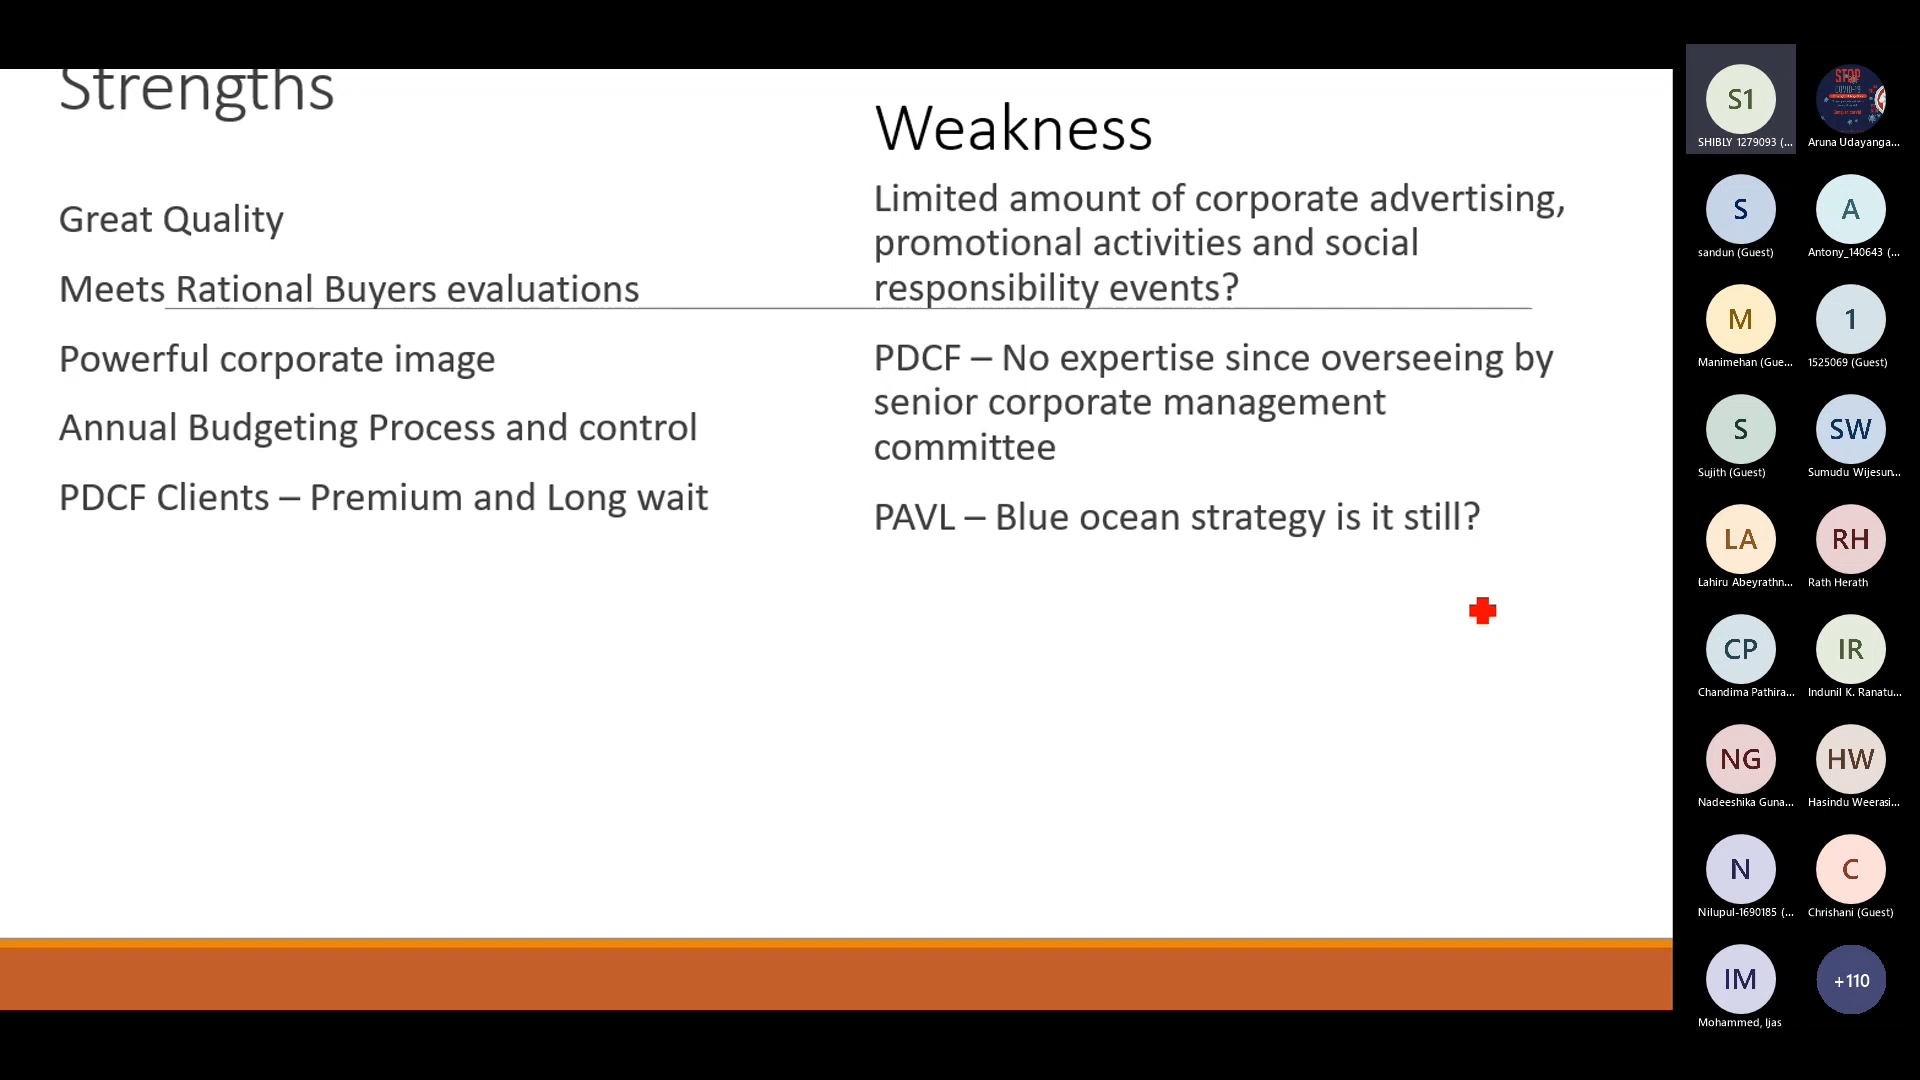 Strengths
Great Quality
Meets Rational Buyers evaluations
Powerful corporate image
Annual Budgeting Process and control
PDCF Clients – Premium and Long wait
Weakness
Limited amount of corporate advertising,
promotional activities and social
responsibility events?
PDCF – No expertise since overseeing by
senior corporate management
committee
PAVL – Blue ocean strategy is it still?
S1
SHIBLY 1279093 (...
STOP
COVID-19
Aruna Udayanga...
S
sandun (Guest)
A
Antony_140643 (...
M
Manimehan (Gue...
1
1525069 (Guest)
S
Sujith (Guest)
SW
Sumudu Wijesun...
LA
Lahiru Abeyrathn...
RH
Rath Herath
CP
Chandima Pathira...
IR
Indunil K. Ranatu...
NG
Nadeeshika Guna...
HW
Hasindu Weerasi...
N
Nilupul-1690185 (...
C
Chrishani (Guest)
IM
Mohammed, Ijas
+110